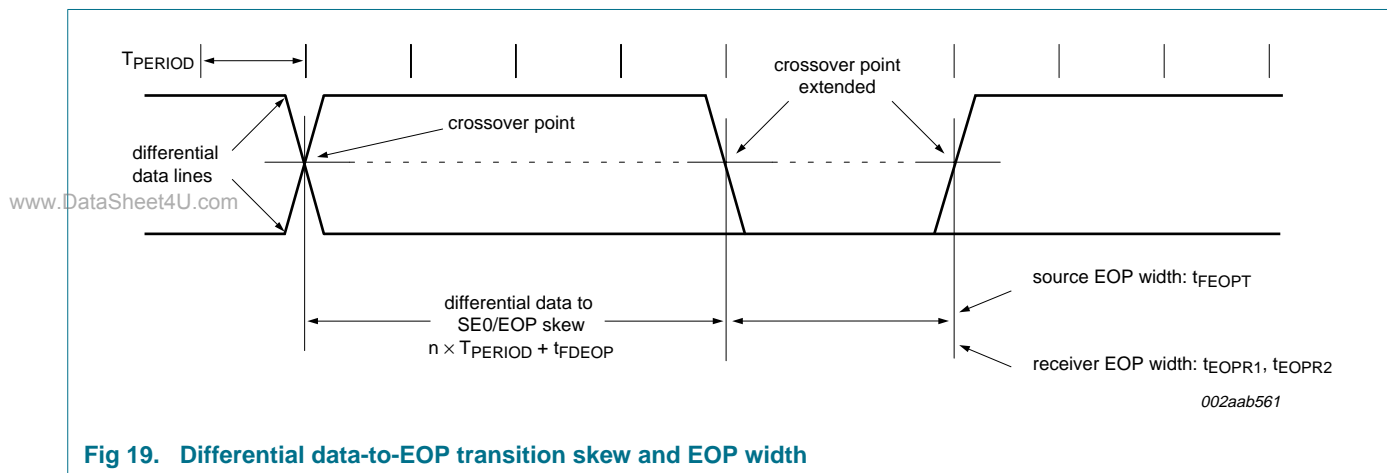 TPERIOD
crossover point
extended
crossover point
differential
data lines
www.DataSheet4U.com
differential data to
SE0/EOP skew
n × TPERIOD + tFDEOP
source EOP width: tFEOPT
receiver EOP width: tEOPR1, tEOPR2
002aab561
Fig 19. Differential data-to-EOP transition skew and EOP width